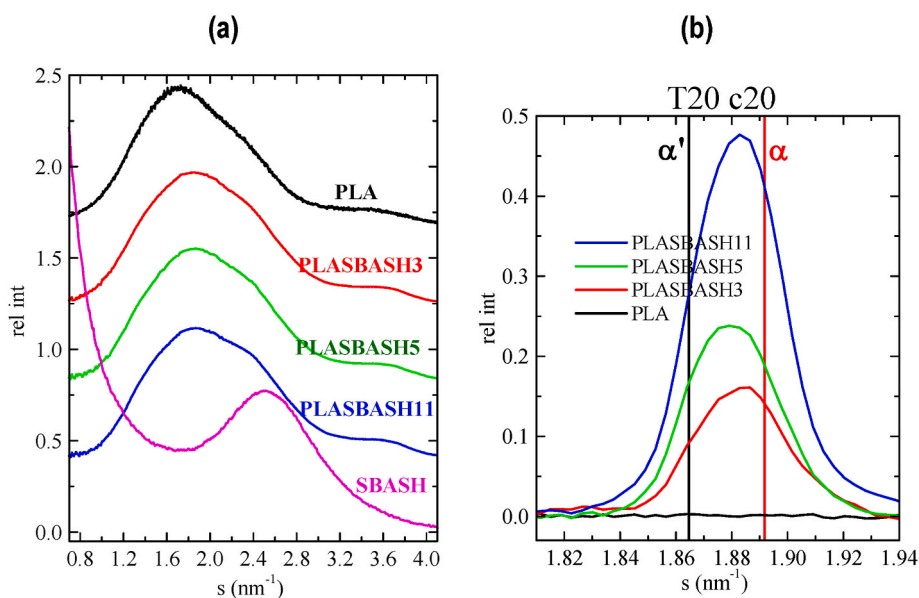 (a)
(b)
2.5
2.0
1.5
1.0
0.5
0.0
rel int
PLA
PLASBASH3
PLASBASH5
PLASBASH11
SBASH
0.8 1.2 1.6 2.0 2.4 2.8 3.2 3.6 4.0
s (nm-1)
T20 c20
0.5
0.4
0.3
0.2
0.1
0.0
rel int
α'
α
PLASBASH11
PLASBASH5
PLASBASH3
PLA
1.82 1.84 1.86 1.88 1.90 1.92 1.94
s (nm-1)